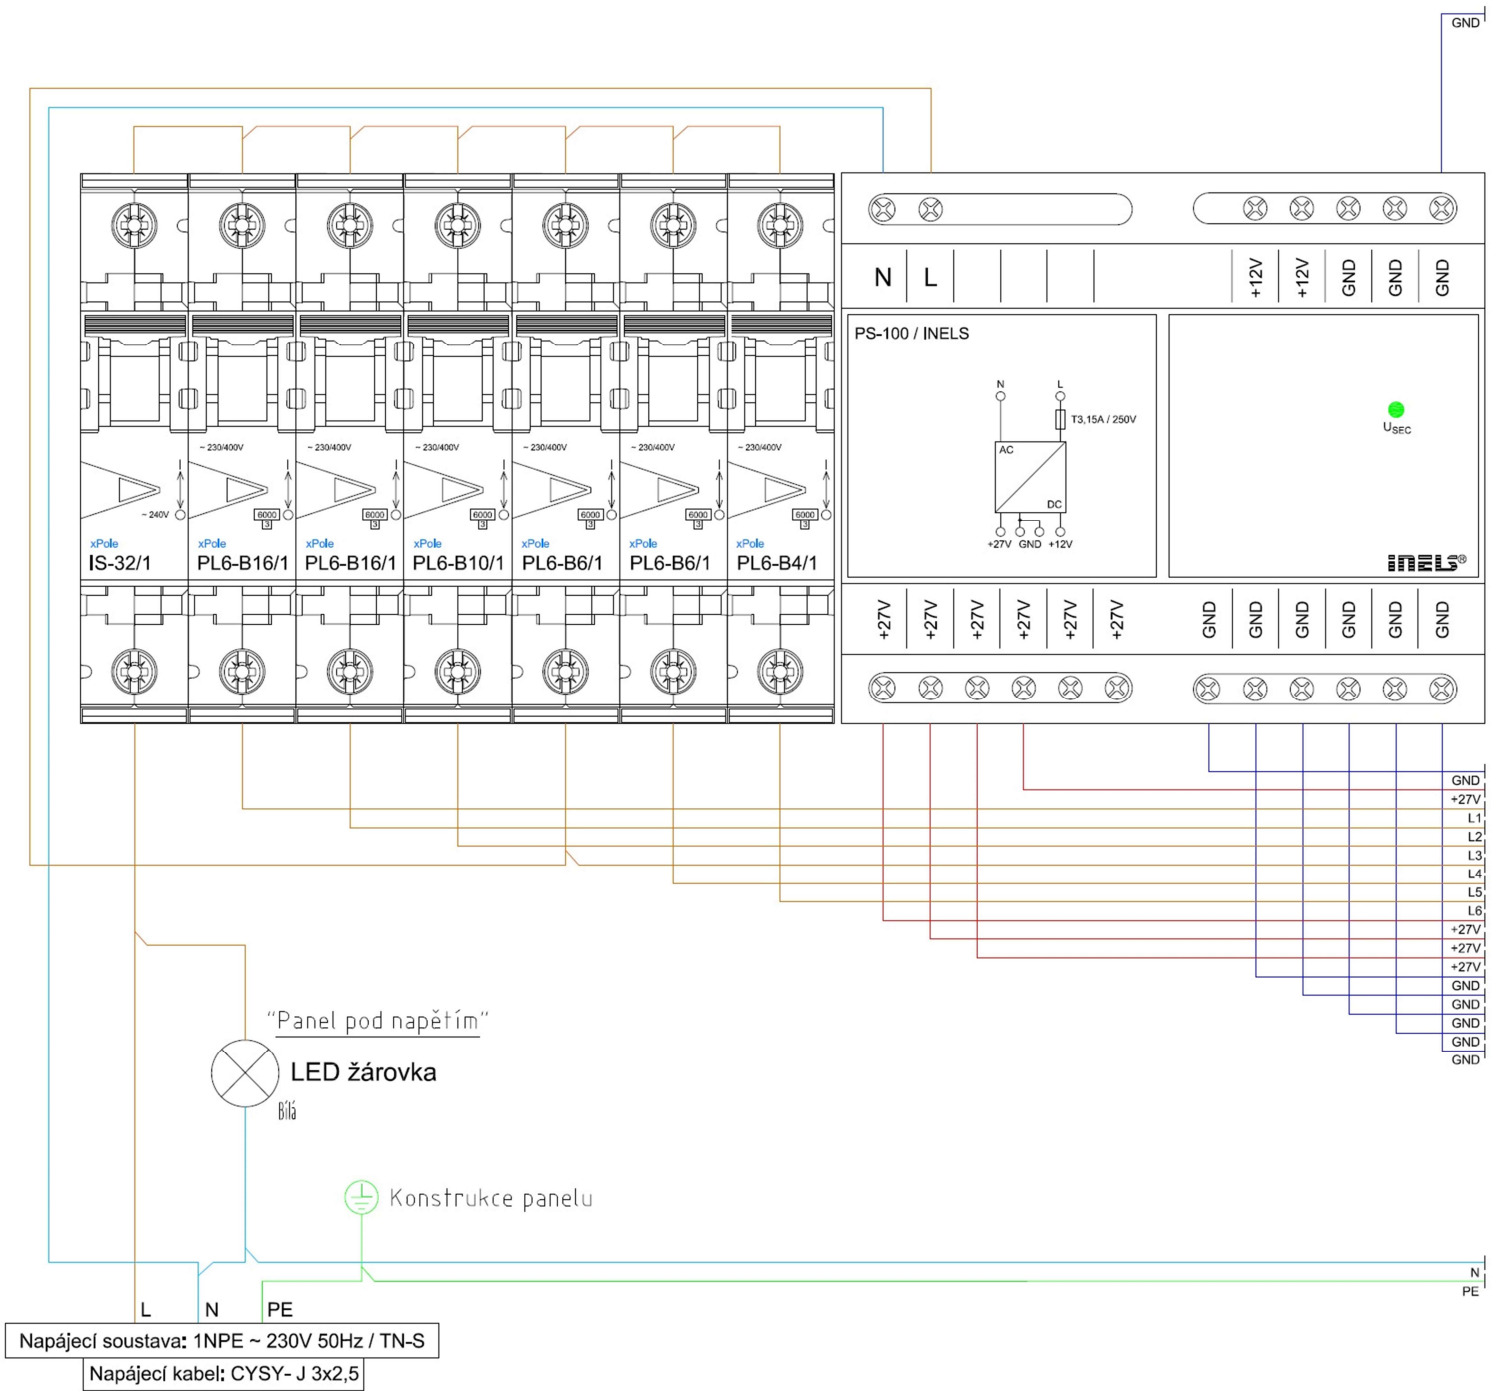 GND
N
L
+12V
+12V
GND
GND
GND
PS-100 / INELS
N
L
T3,15A / 250V
AC
DC
+27V
GND
+12V
USEC
iNELS®
~ 230/400V
~ 230/400V
~ 230/400V
~ 230/400V
~ 230/400V
~ 230/400V
I
I
I
I
I
I
I
~ 240V
6000
3
6000
3
6000
3
6000
3
6000
3
6000
3
xPole
xPole
xPole
xPole
xPole
xPole
xPole
IS-32/1
PL6-B16/1
PL6-B16/1
PL6-B10/1
PL6-B6/1
PL6-B6/1
PL6-B4/1
+27V
+27V
+27V
+27V
+27V
+27V
GND
GND
GND
GND
GND
GND
GND
+27V
L1
L2
L3
L4
L5
L6
+27V
+27V
+27V
GND
GND
GND
GND
GND
"Panel pod napětím"
LED žárovka
Bílá
Konstrukce panelu
N
PE
L
N
PE
Napájecí soustava: 1NPE ~ 230V 50Hz / TN-S
Napájecí kabel: CYSY- J 3x2,5